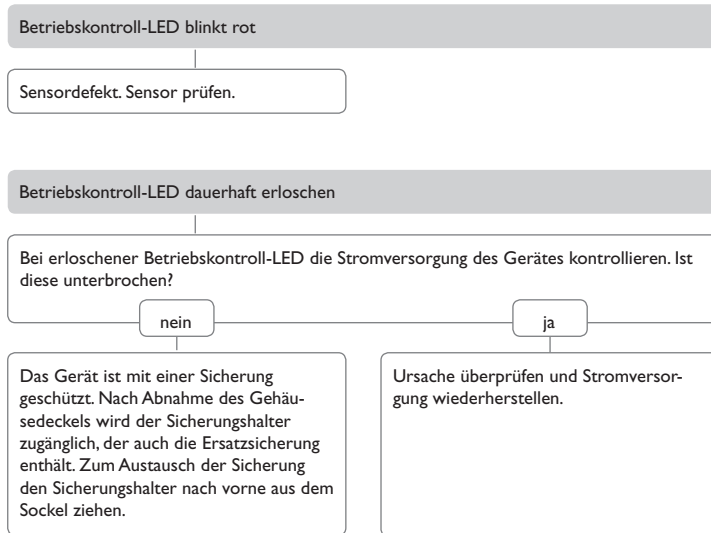 Betriebskontroll-LED blinkt rot
Sensordefekt. Sensor prüfen.
Betriebskontroll-LED dauerhaft erloschen
Bei erloschener Betriebskontroll-LED die Stromversorgung des Gerätes kontrollieren. Ist
diese unterbrochen?
nein
ja
Das Gerät ist mit einer Sicherung
geschützt. Nach Abnahme des Gehäu-
sedeckels wird der Sicherungshalter
zugänglich, der auch die Ersatzsicherung
enthält. Zum Austausch der Sicherung
den Sicherungshalter nach vorne aus dem
Sockel ziehen.
Ursache überprüfen und Stromversor-
gung wiederherstellen.